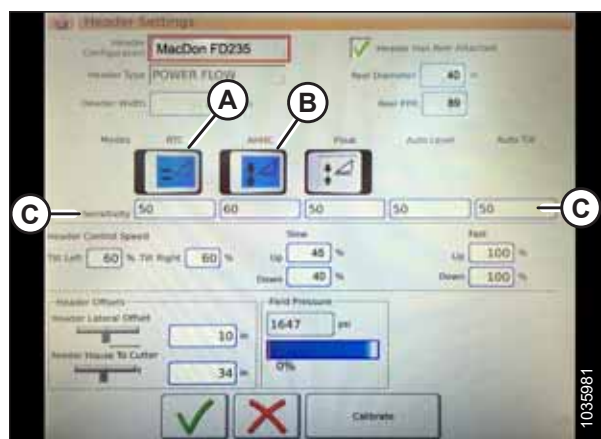 Header Settings
Header Configuration MacDon FD235 Header Has Reel Attached
Header Type POWER FLOW Reel Diameter 40 in
Header Width Reel PPR 89
A B
Modes RTC AHHC Float Auto Level Auto Tilt
C Sensitivity 50 60 50 50 50 C
Header Control Speed Slow Fast
Tilt Left 60 % Tilt Right 60 % Up 45 % Up 100 %
Down 40 % Down 100 %
Header Offsets Field Pressure
Header Lateral Offset 1647 psi
10 in
Feeder House To Cutter
34 in 0%
Calibrate
1035981